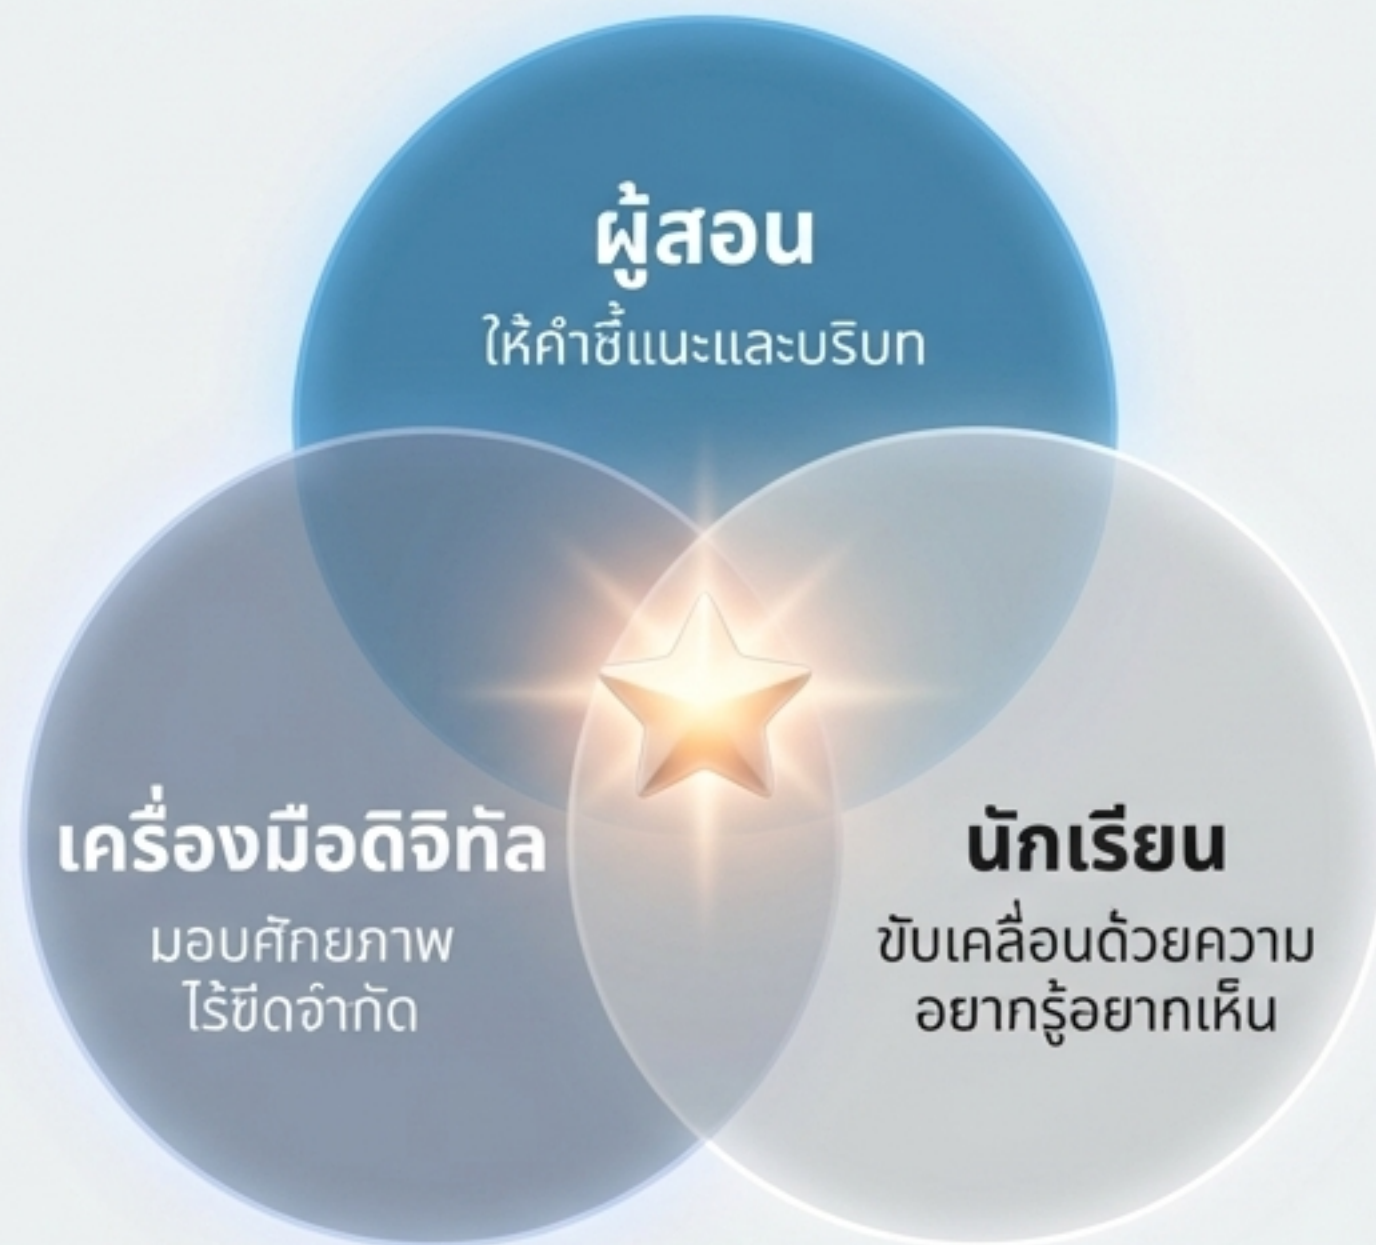 ผู้สอน
ให้คำชี้แนะและบริบท
เครื่องมือดิจิทัล
มอบศักยภาพ
ไร้ขีดจำกัด
นักเรียน
ขับเคลื่อนด้วยความ
อยากรู้อยากเห็น